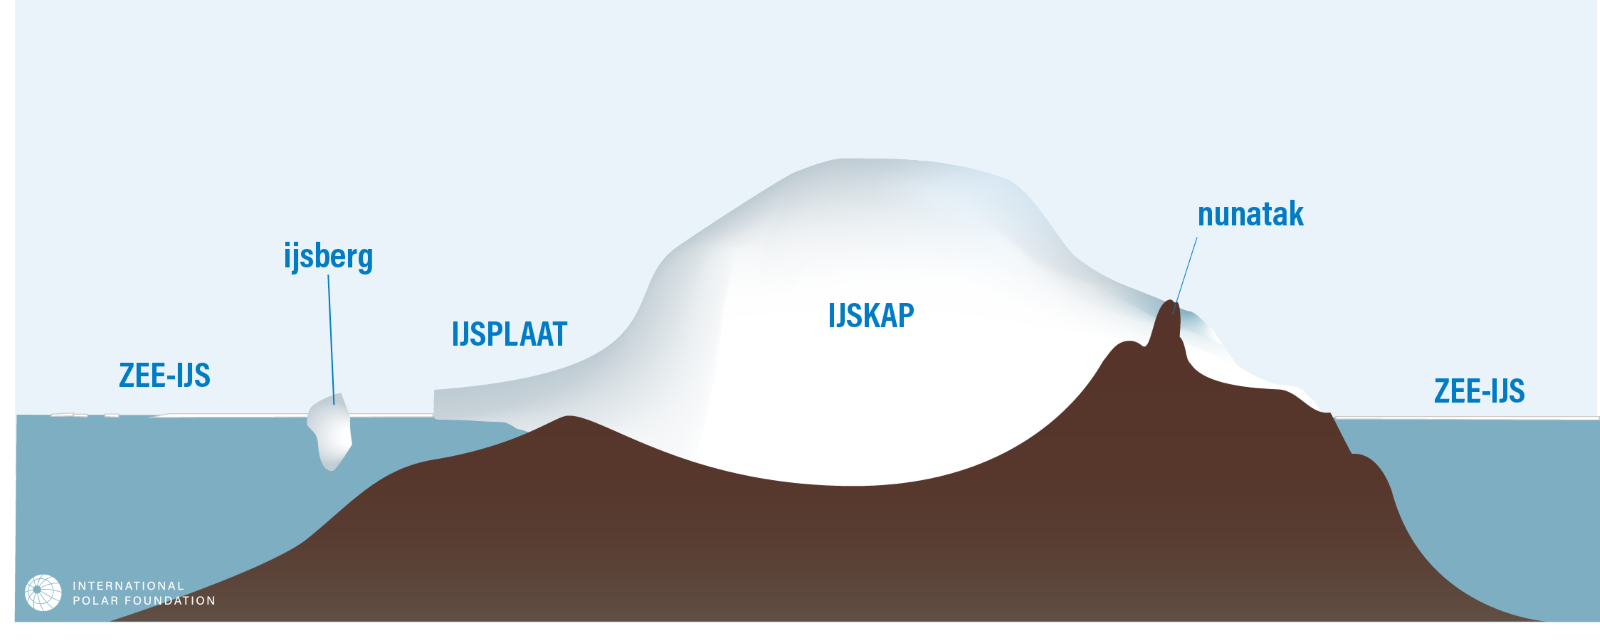 nunatak
ijsberg
IJSKAP
IJSPLAAT
ZEE-IJS
ZEE-IJS
INTERNATIONAL
POLAR FOUNDATION